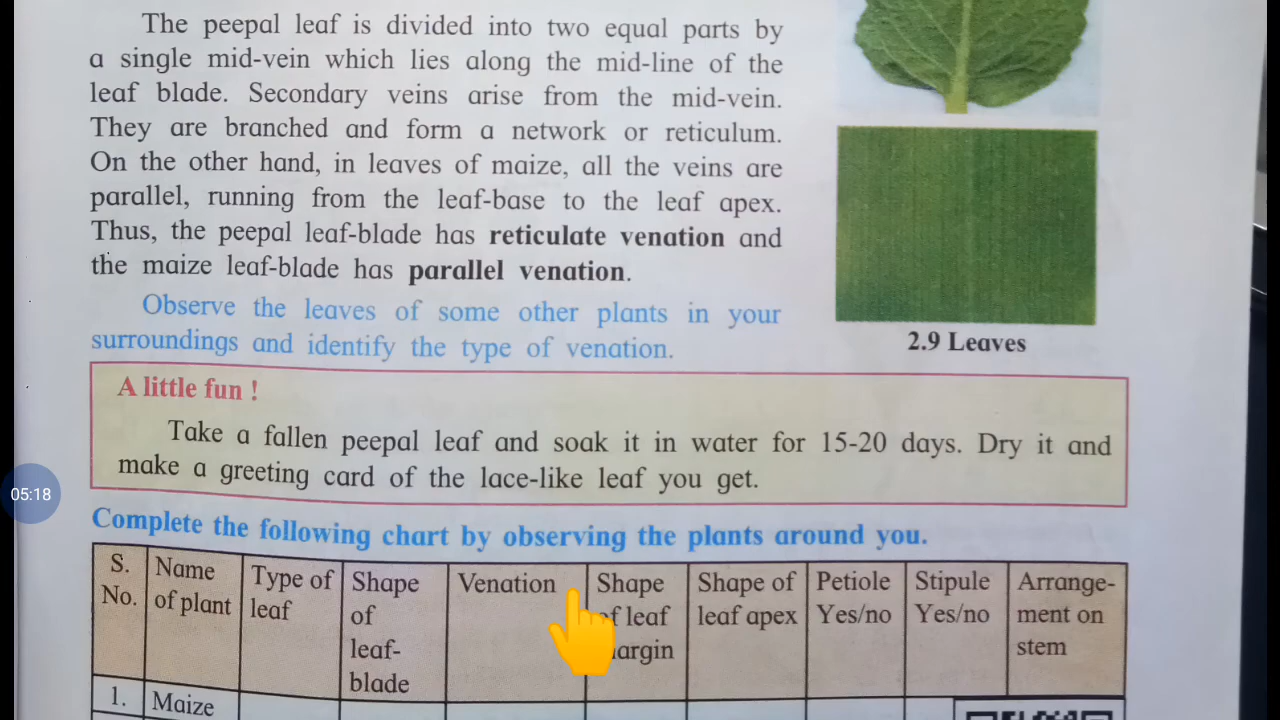 The peepal leaf is divided into two equal parts by
a single mid-vein which lies along the mid-line of the
leaf blade. Secondary veins arise from the mid-vein.
They are branched and form a network or reticulum.
On the other hand, in leaves of maize, all the veins are
parallel, running from the leaf-base to the leaf apex.
Thus, the peepal leaf-blade has reticulate venation and
the maize leaf-blade has parallel venation.
Observe the leaves of some other plants in your
surroundings and identify the type of venation.
2.9 Leaves
A little fun !
Take a fallen peepal leaf and soak it in water for 15-20 days. Dry it and
make a greeting card of the lace-like leaf you get.
05:18
Complete the following chart by observing the plants around you.
S.
No.
Name
of plant
Type of
leaf
Shape
of
leaf-
blade
Venation
Shape
of leaf
margin
Shape of
leaf apex
Petiole
Yes/no
Stipule
Yes/no
Arrange-
ment on
stem
1. Maize